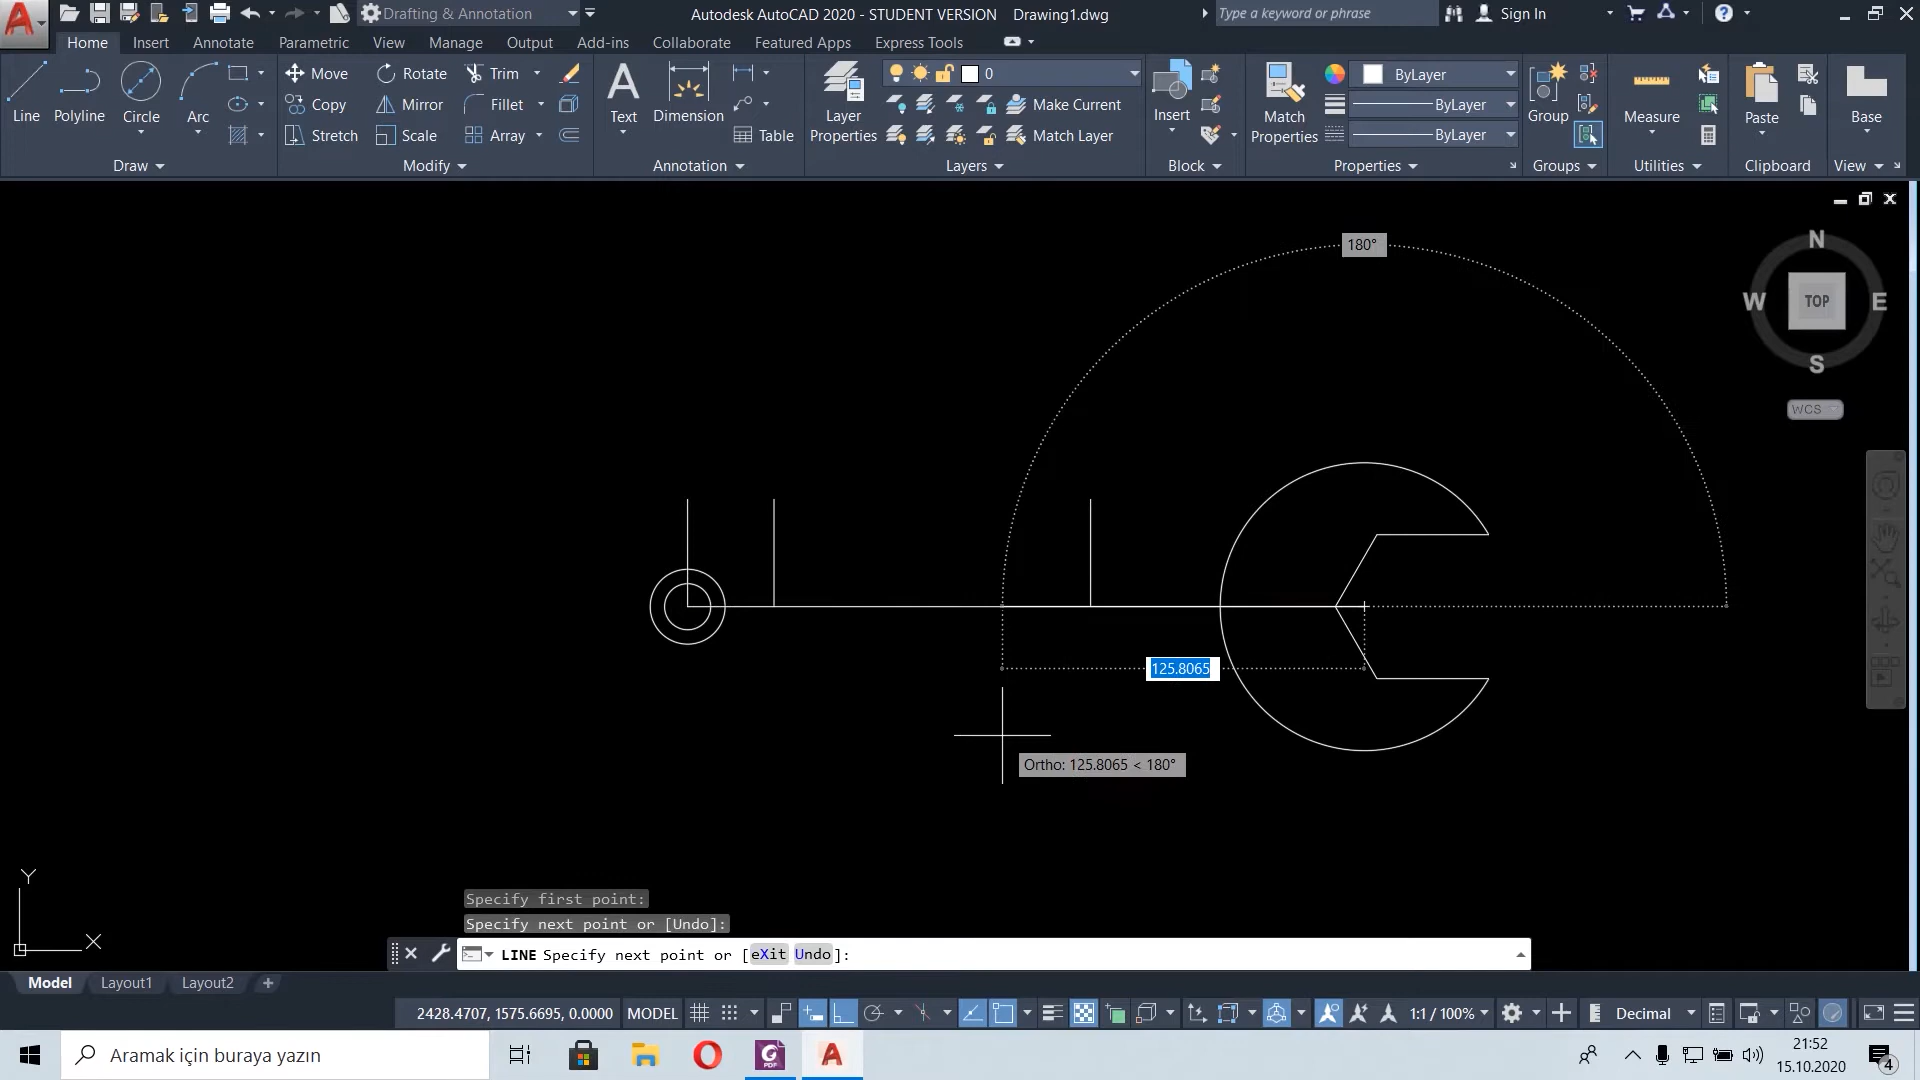 Drafting & Annotation
Autodesk AutoCAD 2020 - STUDENT VERSION Drawing1.dwg
Type a keyword or phrase
Sign In
Home Insert Annotate Parametric View Manage Output Add-ins Collaborate Featured Apps Express Tools
Line Polyline Circle Arc
Move Rotate Trim
Copy Mirror Fillet
Stretch Scale Array
Text Dimension
Table
Layer Properties
0
Make Current
Match Layer
Insert
Match Properties
ByLayer
ByLayer
ByLayer
Group
Measure
Paste
Base
Draw Modify Annotation Layers Block Properties Groups Utilities Clipboard View
N
W TOP E
S
WCS
180°
125.8065
Ortho: 125.8065 < 180°
Y
X
Specify first point:
Specify next point or [Undo]:
LINE Specify next point or [eXit Undo]:
Model Layout1 Layout2 +
2428.4707, 1575.6695, 0.0000 MODEL 1:1 / 100% Decimal
Aramak için buraya yazın
PDF
21:52
15.10.2020
4